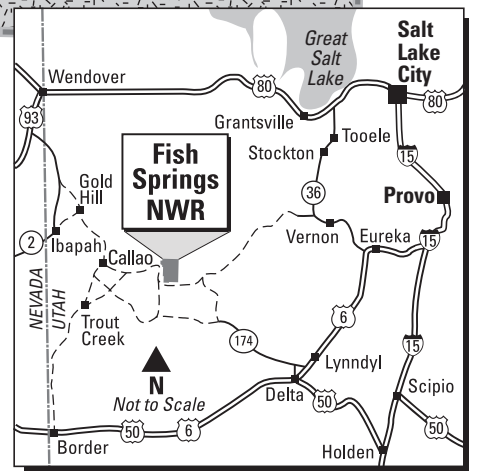 Great
Salt
Lake
Salt
Lake
City
Wendover
80
80
93
Grantsville
Tooele
Stockton
15
Fish
Springs
NWR
Gold
Hill
36
Provo
Vernon
Eureka
15
2
Ibapah
Callao
NEVADA
UTAH
Trout
Creek
6
174
15
N
Not to Scale
Lynndyl
Delta
50
Scipio
50
6
50
Border
Holden